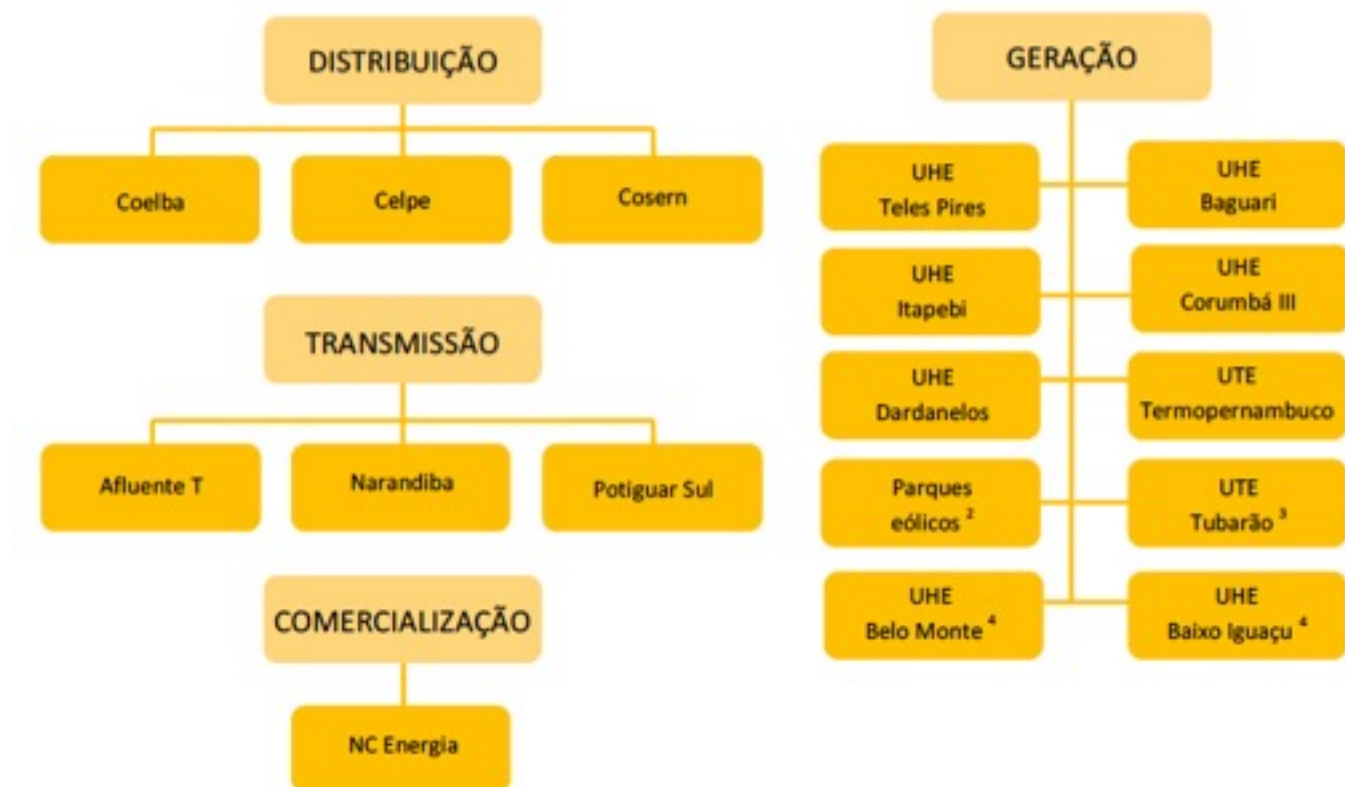 DISTRIBUIÇÃO
Coelba
Celpe
Cosern
TRANSMISSÃO
Afluente T
Narandiba
Potiguar Sul
COMERCIALIZAÇÃO
NC Energia
GERAÇÃO
UHE
Teles Pires
UHE
Baguari
UHE
Itapebi
UHE
Corumbá III
UHE
Dardanelos
UTE
Termopernambuco
Parques
eólicos ²
UTE
Tubarão ³
UHE
Belo Monte ⁴
UHE
Baixo Iguaçu ⁴